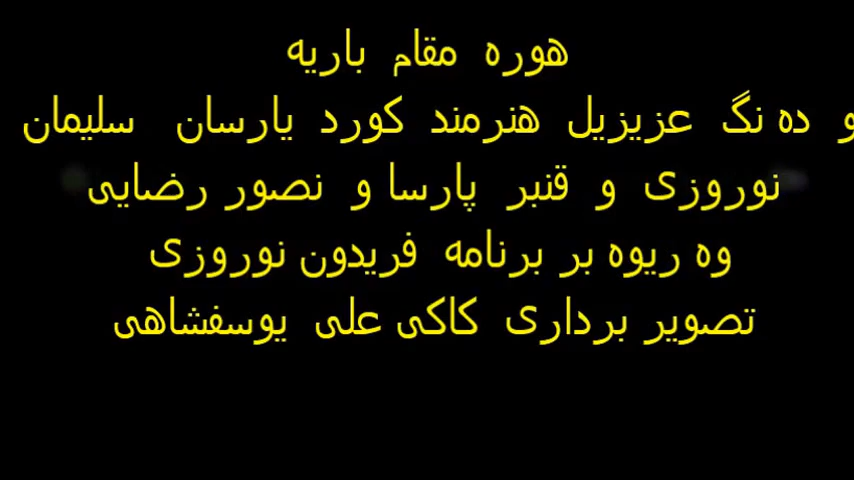 هوره مقام باریه
و ده نگ عزیزیل هنرمند کورد یارسان سلیمان
نوروزی و قنبر پارسا و نصور رضایی
وه ریوه بر برنامه فریدون نوروزی
تصویر برداری کاکی علی یوسفشاهی